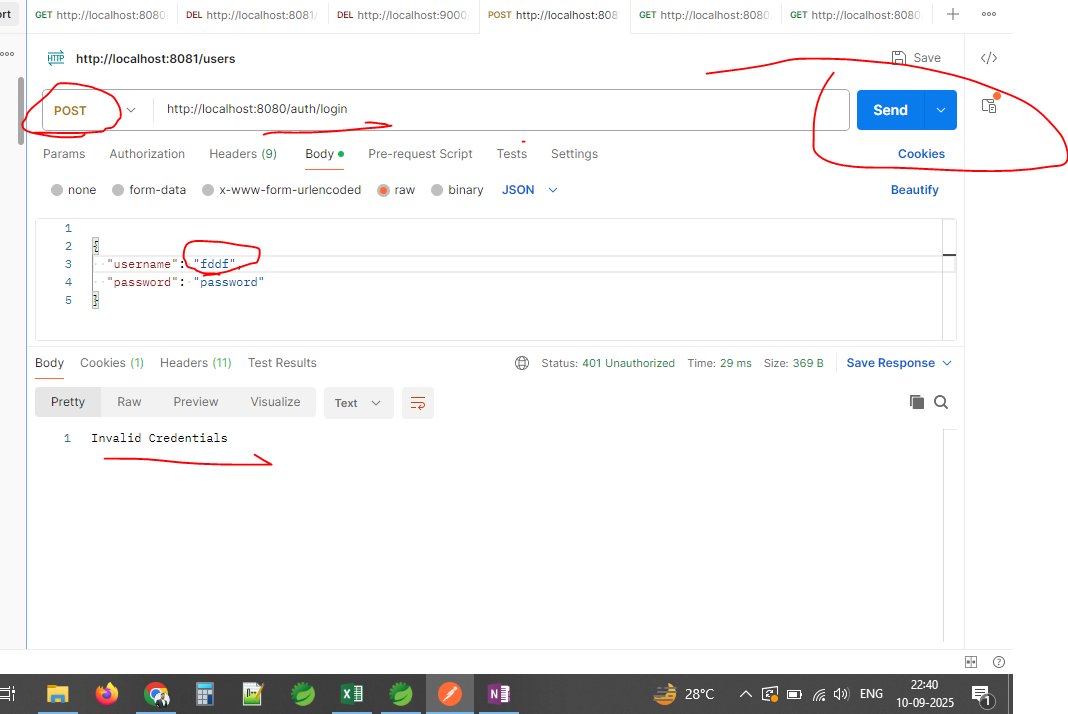 ort
GET http://localhost:8080
DEL http://localhost:8081/
DEL http://localhost:9000
POST http://localhost:808
GET http://localhost:8080
GET http://localhost:8080
HTTP http://localhost:8081/users
Save
POST
http://localhost:8080/auth/login
Send
Params
Authorization
Headers (9)
Body
Pre-request Script
Tests
Settings
Cookies
none
form-data
x-www-form-urlencoded
raw
binary
JSON
Beautify
1
2 {
3 "username": "fddf",
4 "password": "password"
5 }
Body
Cookies (1)
Headers (11)
Test Results
Status: 401 Unauthorized
Time: 29 ms
Size: 369 B
Save Response
Pretty
Raw
Preview
Visualize
Text
1 Invalid Credentials
28°C
ENG
22:40
10-09-2025
1